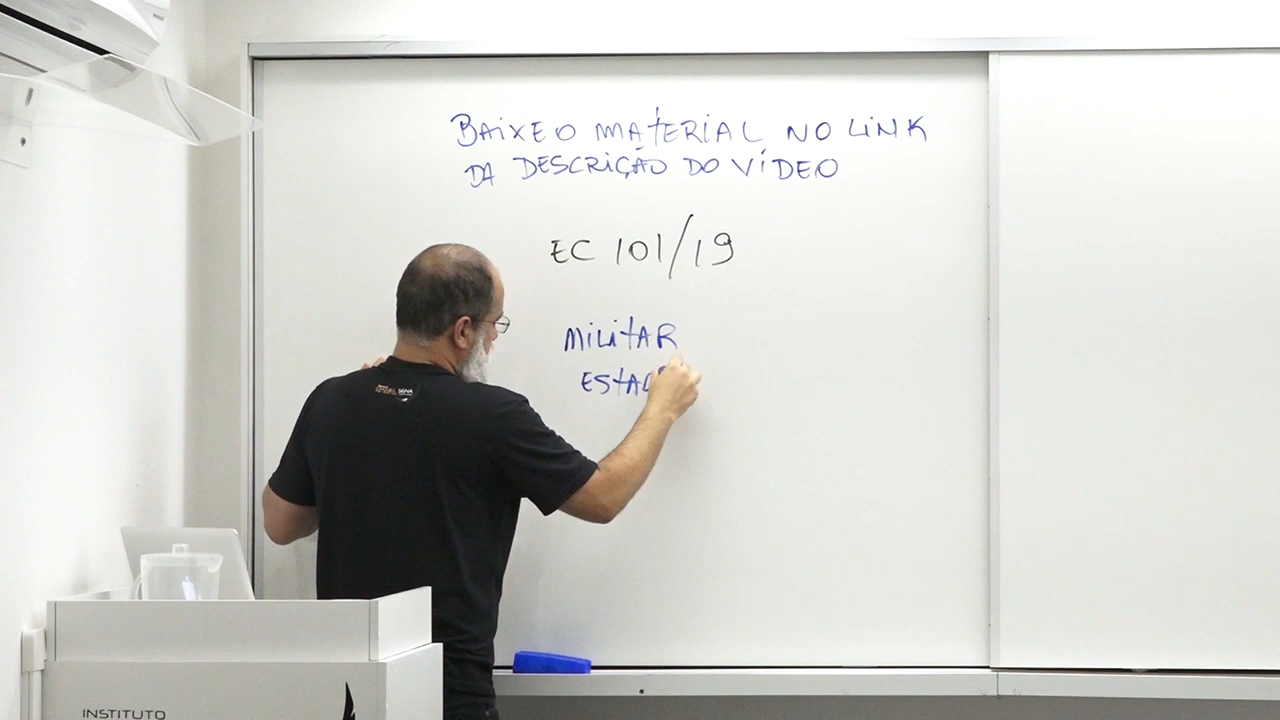 BAIXE O MATERIAL NO LINK
DA DESCRIÇÃO DO VÍDEO
EC 101/19
MILITAR
INSTITUTO